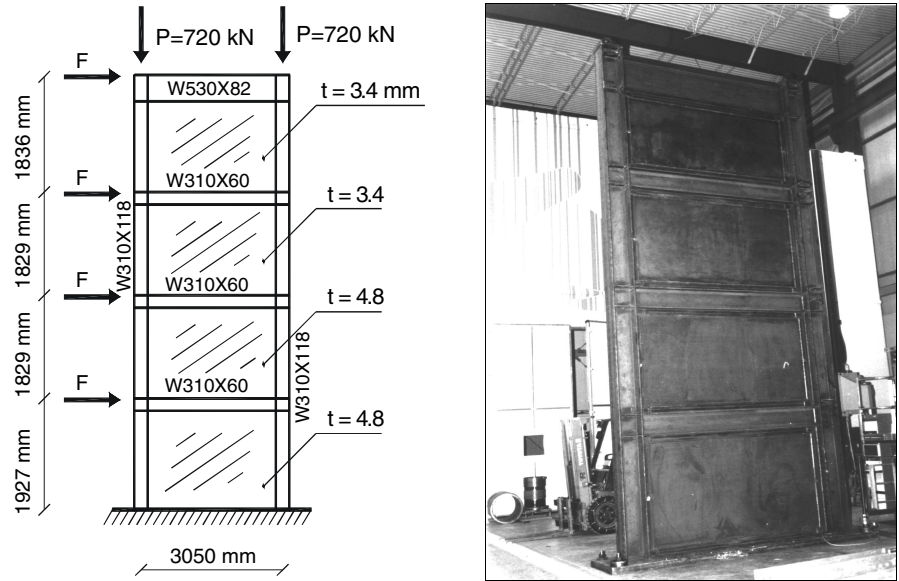 P=720 kN
P=720 kN
F
W530X82
t = 3.4 mm
1836 mm
F
W310X60
t = 3.4
1829 mm
W310X118
F
W310X60
t = 4.8
1829 mm
W310X118
F
W310X60
t = 4.8
1927 mm
3050 mm